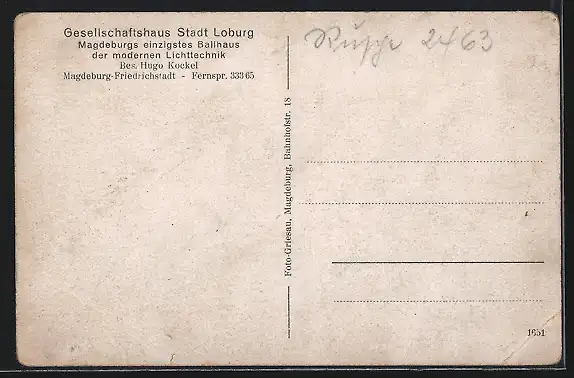 Gesellschaftshaus Stadt Loburg
Magdeburgs einzigstes Ballhaus
der modernen Lichttechnik
Bes. Hugo Kockel
Magdeburg-Friedrichstadt - Fernspr. 33365
Foto-Griesau, Magdeburg, Bahnhofstr. 18
2463
1651